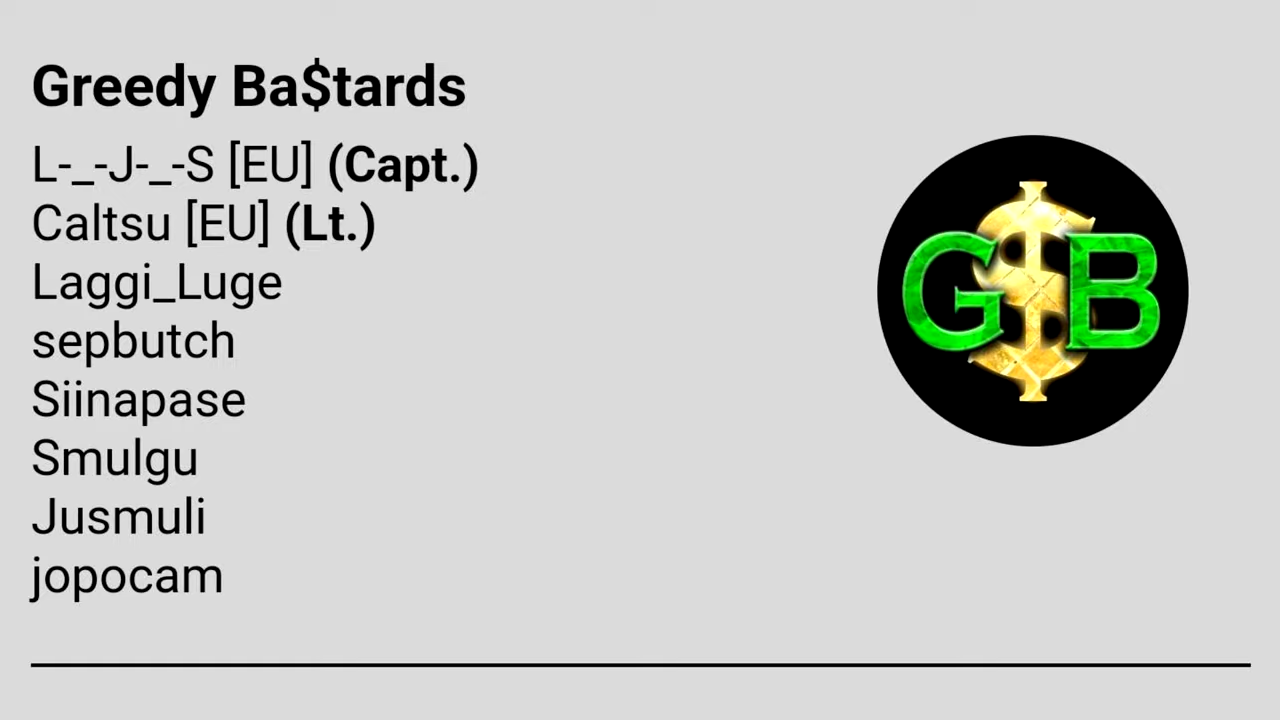 Greedy Ba$tards
L-_-J-_-S [EU] (Capt.)
Caltsu [EU] (Lt.)
Laggi_Luge
sepbutch
Siinapase
Smulgu
Jusmuli
jopocam
G$B